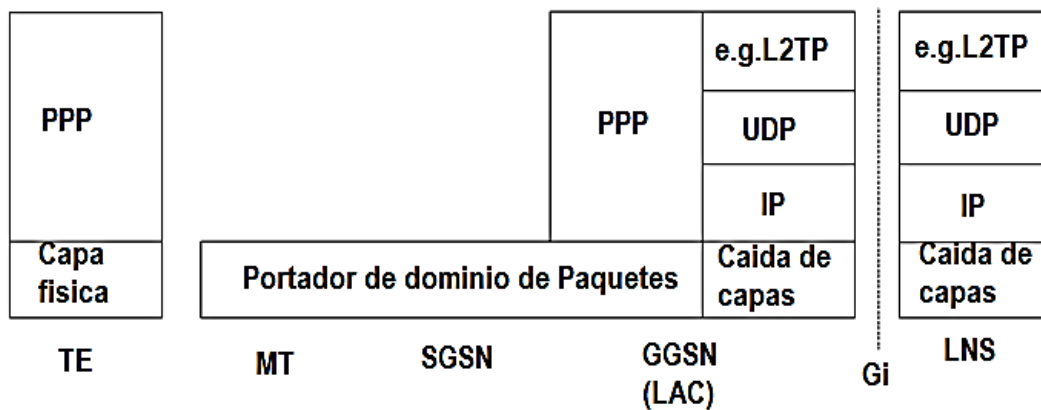 PPP
Capa
fisica
TE
Portador de dominio de Paquetes
MT
SGSN
PPP
GGSN
(LAC)
e.g.L2TP
UDP
IP
Caida de
capas
Gi
e.g.L2TP
UDP
IP
Caida de
capas
LNS